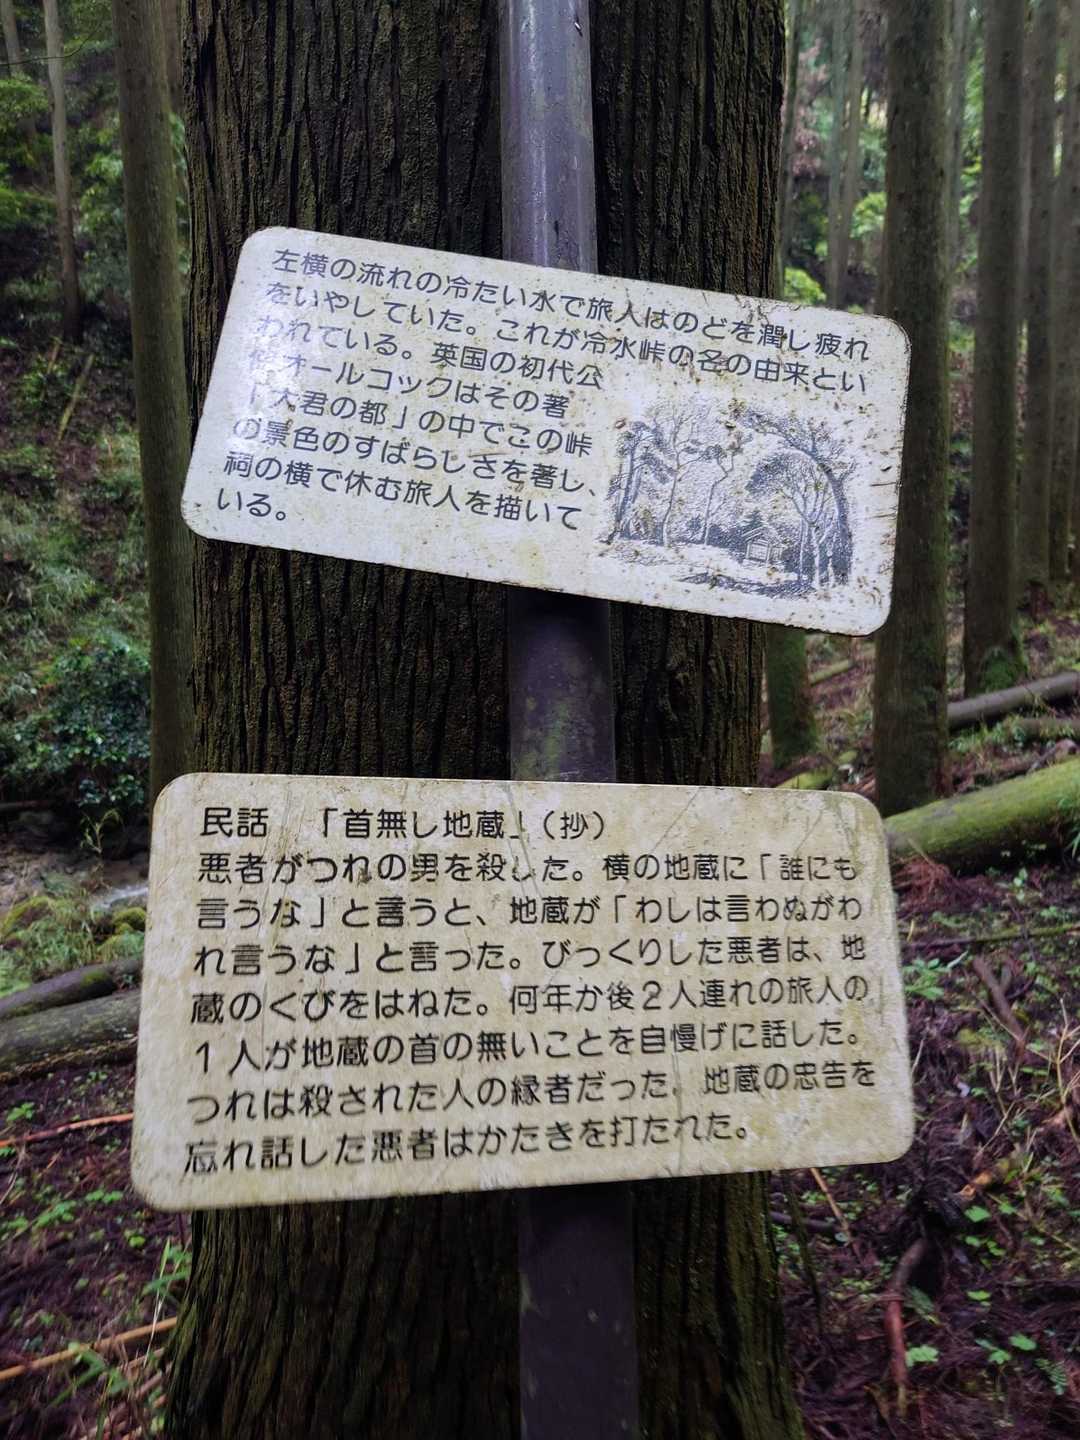 左横の流れの冷たい水で旅人はのどを潤し疲れ
をいやしていた。これが冷水峠の名の由来とい
われている。英国の初代公
使オールコックはその著
「大君の都」の中でこの峠
の景色のすばらしさを著し、
祠の横で休む旅人を描いて
いる。
民話 「首無し地蔵」(抄)
悪者がつれの男を殺した。横の地蔵に「誰にも
言うな」と言うと、地蔵が「わしは言わぬがわ
れ言うな」と言った。びっくりした悪者は、地
蔵のくびをはねた。何年か後2人連れの旅人の
1人が地蔵の首の無いことを自慢げに話した。
つれは殺された人の縁者だった。地蔵の忠告を
忘れ話した悪者はかたきを打たれた。